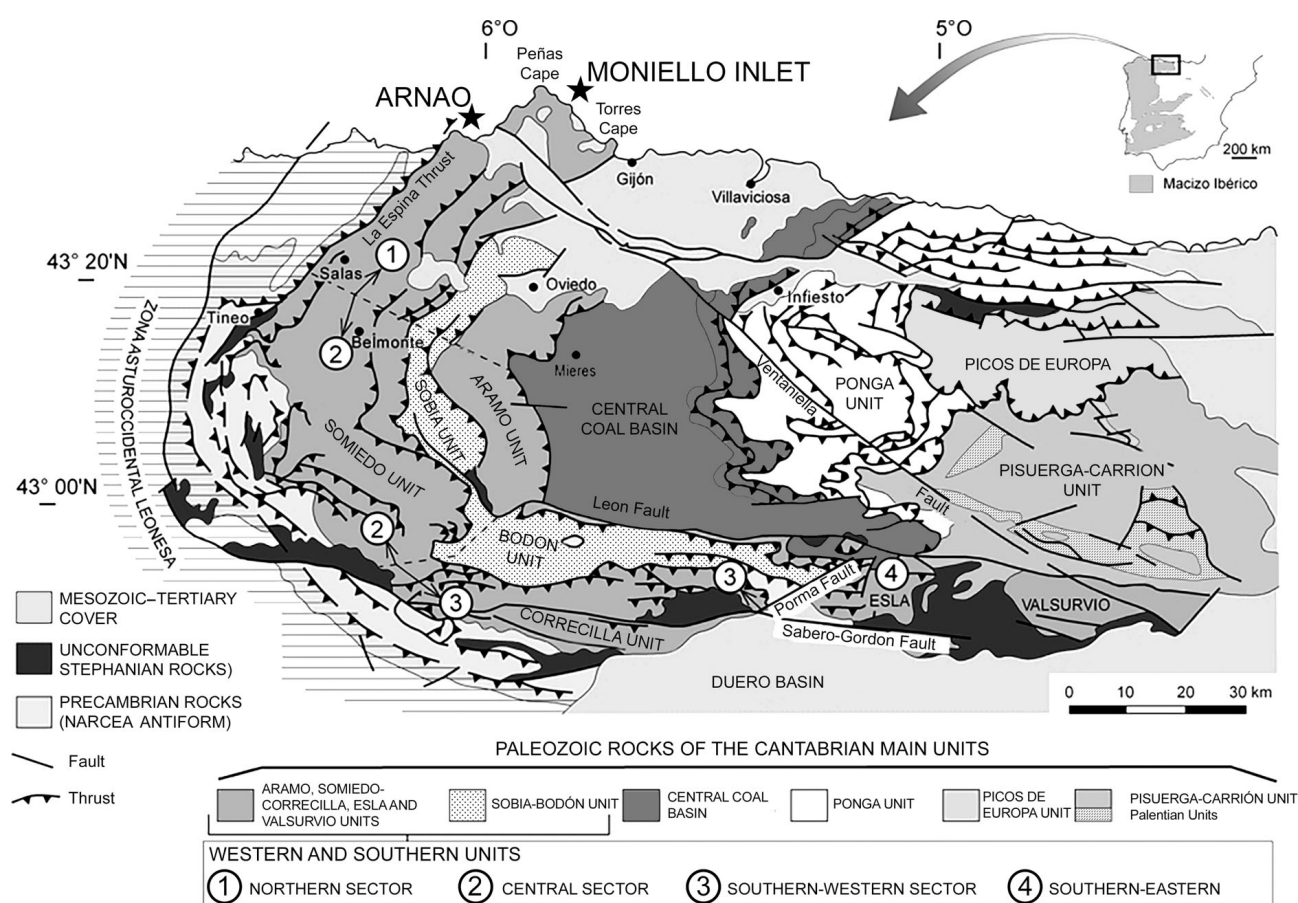 6°O
5°O
Peñas
Cape
MONIELLO INLET
ARNAO
Torres
Cape
200 km
Macizo Ibérico
La Espina Thrust
Gijón
Villaviciosa
43° 20'N
1
Salas
Oviedo
Infiesto
Tineo
2
Belmonte
Mieres
ZONA ASTUROCCIDENTAL LEONESA
SOBIA UNIT
ARAMO UNIT
CENTRAL
COAL BASIN
Ventaniella
PONGA
UNIT
PICOS DE EUROPA
SOMIEDO UNIT
PISUERGA-CARRION
UNIT
43° 00'N
Leon Fault
Fault
2
BODON
UNIT
3
3
4
Porma Fault
ESLA
VALSURVIO
CORRECILLA UNIT
Sabero-Gordon Fault
DUERO BASIN
0 10 20 30 km
MESOZOIC–TERTIARY
COVER
UNCONFORMABLE
STEPHANIAN ROCKS)
PRECAMBRIAN ROCKS
(NARCEA ANTIFORM)
Fault
Thrust
PALEOZOIC ROCKS OF THE CANTABRIAN MAIN UNITS
ARAMO, SOMIEDO-
CORRECILLA, ESLA AND
VALSURVIO UNITS
SOBIA-BODÓN UNIT
CENTRAL COAL
BASIN
PONGA UNIT
PICOS DE
EUROPA UNIT
PISUERGA-CARRIÓN UNIT
Palentian Units
WESTERN AND SOUTHERN UNITS
1 NORTHERN SECTOR
2 CENTRAL SECTOR
3 SOUTHERN-WESTERN SECTOR
4 SOUTHERN-EASTERN